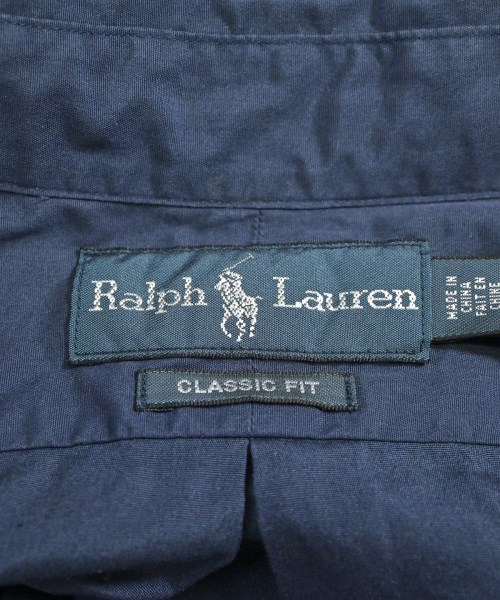 Ralph Lauren
CLASSIC FIT
MADE IN
CHINA
FAIT EN
CHINE